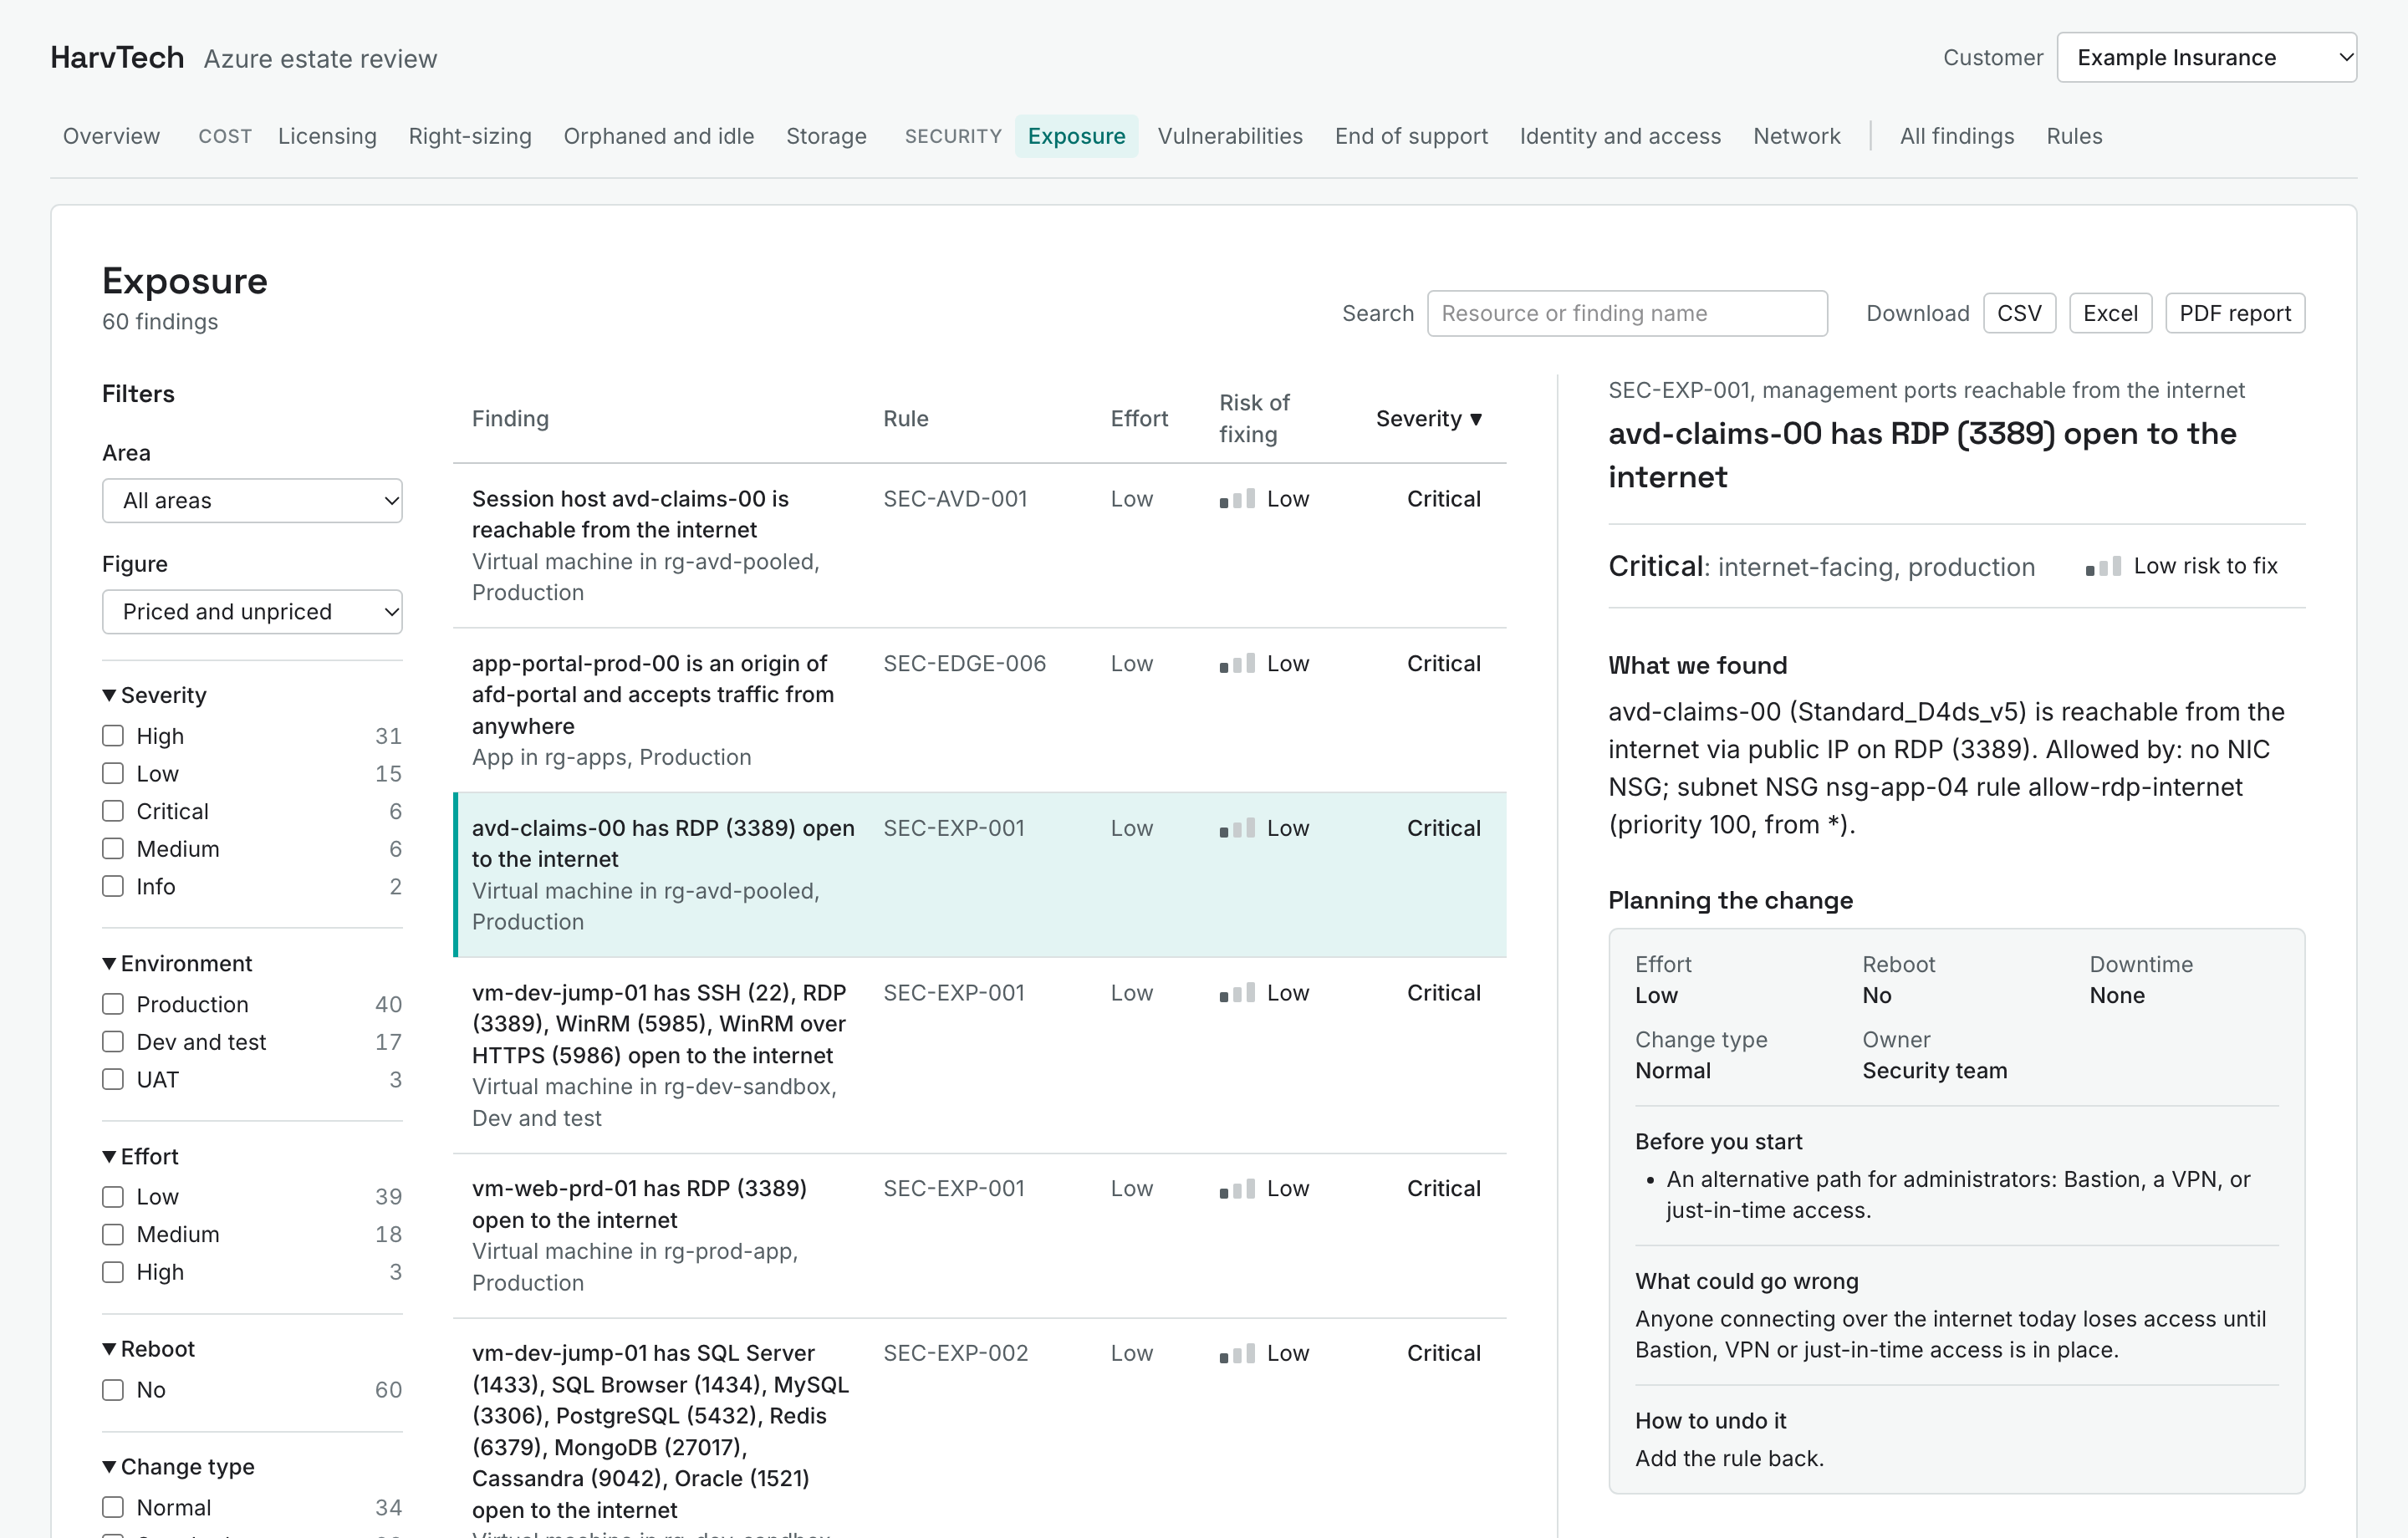 HarvTech Azure estate review
Customer Example Insurance
Overview COST Licensing Right-sizing Orphaned and idle Storage SECURITY Exposure Vulnerabilities End of support Identity and access Network All findings Rules
Exposure
60 findings
Search Resource or finding name Download CSV Excel PDF report
Filters
Area
All areas
Figure
Priced and unpriced
▼ Severity
High 31
Low 15
Critical 6
Medium 6
Info 2
▼ Environment
Production 40
Dev and test 17
UAT 3
▼ Effort
Low 39
Medium 18
High 3
▼ Reboot
No 60
▼ Change type
Normal 34
Finding Rule Effort Risk of fixing Severity ▼
Session host avd-claims-00 is SEC-AVD-001 Low Low Critical
reachable from the internet
Virtual machine in rg-avd-pooled,
Production
app-portal-prod-00 is an origin of SEC-EDGE-006 Low Low Critical
afd-portal and accepts traffic from
anywhere
App in rg-apps, Production
avd-claims-00 has RDP (3389) open SEC-EXP-001 Low Low Critical
to the internet
Virtual machine in rg-avd-pooled,
Production
vm-dev-jump-01 has SSH (22), RDP SEC-EXP-001 Low Low Critical
(3389), WinRM (5985), WinRM over
HTTPS (5986) open to the internet
Virtual machine in rg-dev-sandbox,
Dev and test
vm-web-prd-01 has RDP (3389) SEC-EXP-001 Low Low Critical
open to the internet
Virtual machine in rg-prod-app,
Production
vm-dev-jump-01 has SQL Server SEC-EXP-002 Low Low Critical
(1433), SQL Browser (1434), MySQL
(3306), PostgreSQL (5432), Redis
(6379), MongoDB (27017),
Cassandra (9042), Oracle (1521)
open to the internet
SEC-EXP-001, management ports reachable from the internet
avd-claims-00 has RDP (3389) open to the
internet
Critical: internet-facing, production Low risk to fix
What we found
avd-claims-00 (Standard_D4ds_v5) is reachable from the
internet via public IP on RDP (3389). Allowed by: no NIC
NSG; subnet NSG nsg-app-04 rule allow-rdp-internet
(priority 100, from *).
Planning the change
Effort Reboot Downtime
Low No None
Change type Owner
Normal Security team
Before you start
• An alternative path for administrators: Bastion, a VPN, or
just-in-time access.
What could go wrong
Anyone connecting over the internet today loses access until
Bastion, VPN or just-in-time access is in place.
How to undo it
Add the rule back.